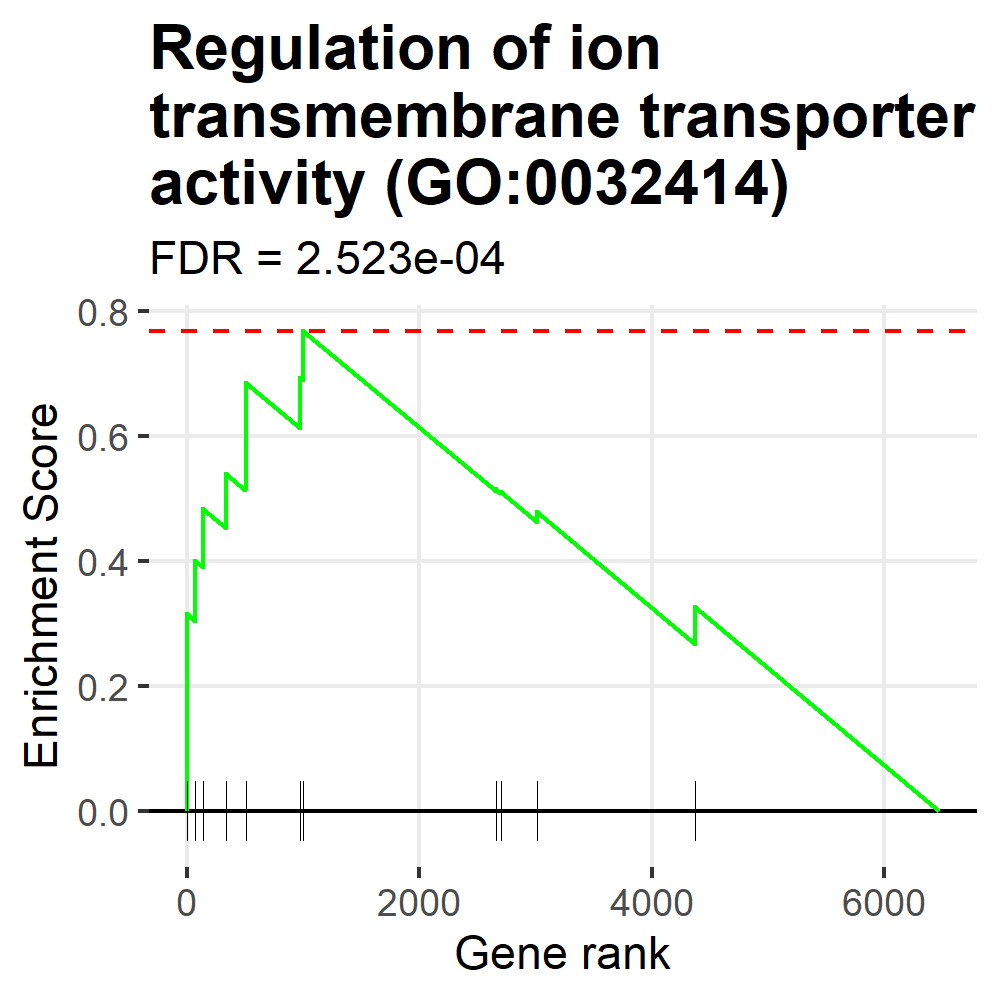 Regulation of ion
transmembrane transporter
activity (GO:0032414)
FDR = 2.523e-04
Enrichment Score
0.8
0.6
0.4
0.2
0.0
0 2000 4000 6000
Gene rank